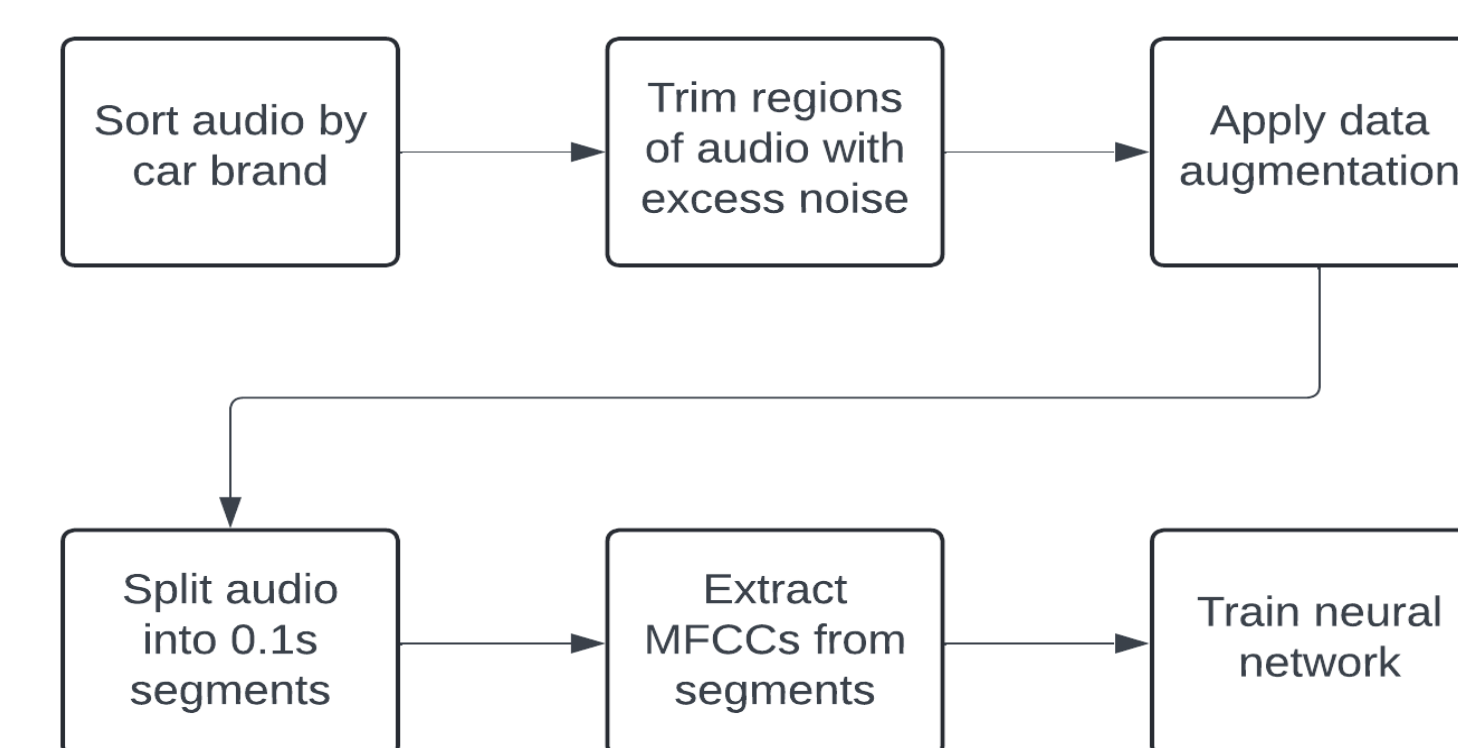 Sort audio by
car brand
Trim regions
of audio with
excess noise
Apply data
augmentation
Split audio
into 0.1s
segments
Extract
MFCCs from
segments
Train neural
network